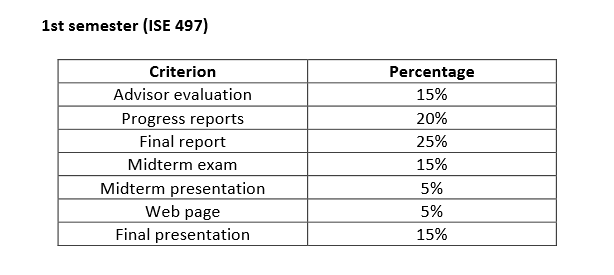 1st semester (ISE 497)
Criterion Percentage
Advisor evaluation 15%
Progress reports 20%
Final report 25%
Midterm exam 15%
Midterm presentation 5%
Web page 5%
Final presentation 15%